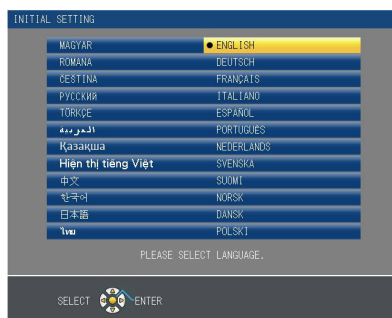 INITIAL SETTING
MAGYAR ENGLISH
ROMÂNA DEUTSCH
ČEŠTINA FRANÇAIS
РУССКИЙ ITALIANO
TÜRKÇE ESPAÑOL
العربية PORTUGUÊS
Қазақша NEDERLANDS
Hiện thị tiếng Việt SVENSKA
中文 SUOMI
한국어 NORSK
日本語 DANSK
ไทย POLSKI
PLEASE SELECT LANGUAGE.
SELECT ENTER